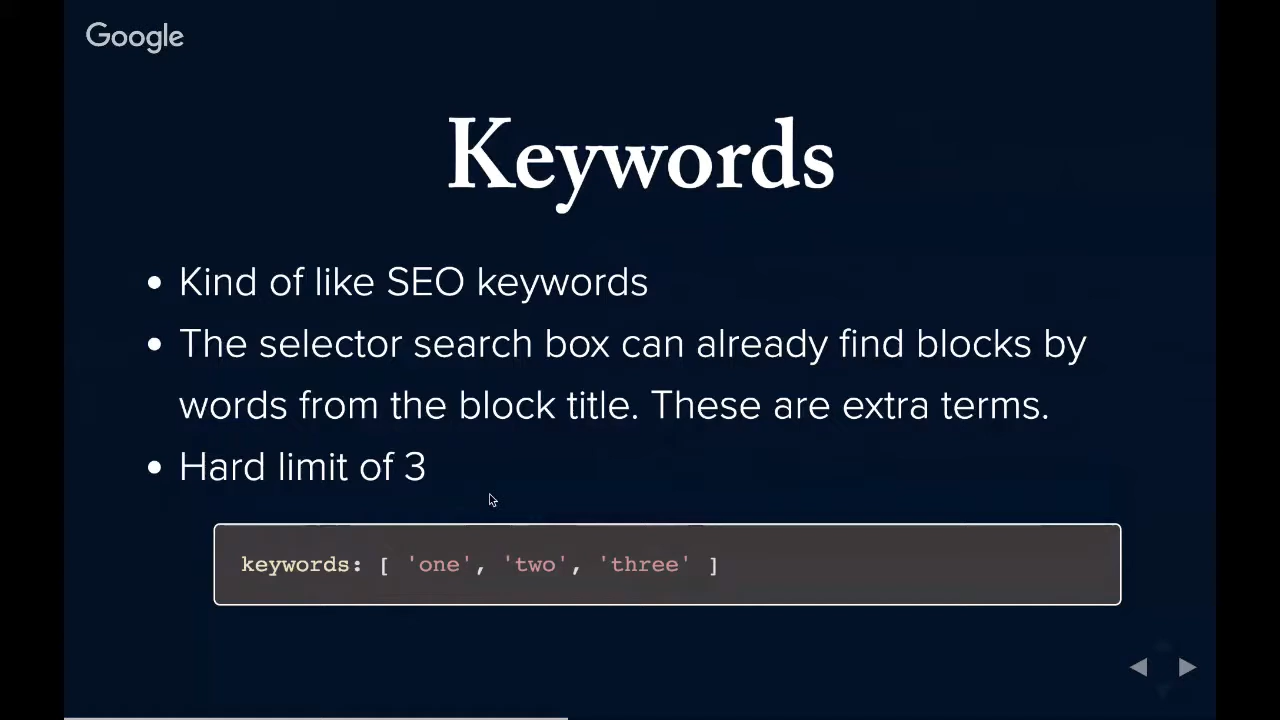 Google
Keywords
• Kind of like SEO keywords
• The selector search box can already find blocks by
words from the block title. These are extra terms.
• Hard limit of 3
keywords: [ 'one', 'two', 'three' ]